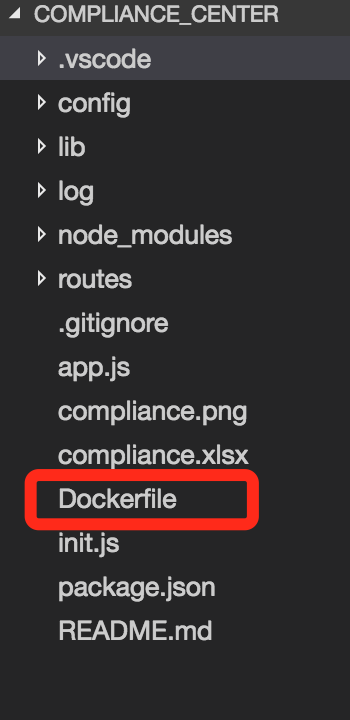 COMPLIANCE_CENTER
.vscode
config
lib
log
node_modules
routes
.gitignore
app.js
compliance.png
compliance.xlsx
Dockerfile
init.js
package.json
README.md